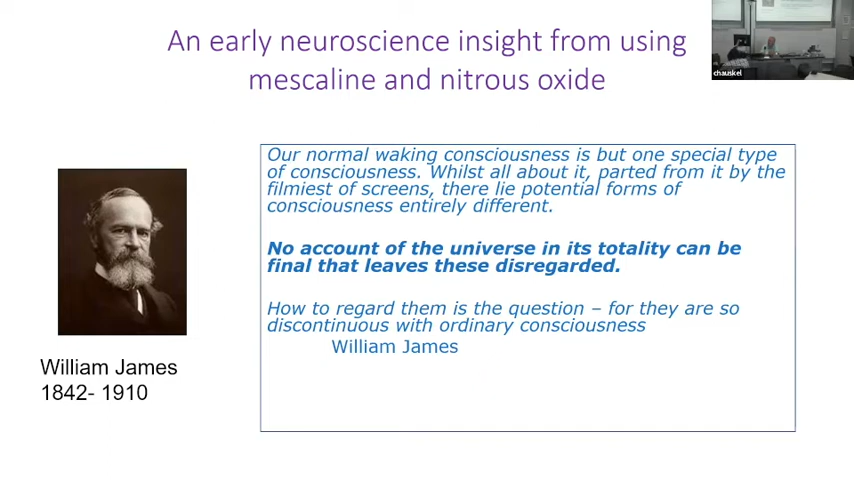 An early neuroscience insight from using
mescaline and nitrous oxide
chauskel
Our normal waking consciousness is but one special type
of consciousness. Whilst all about it, parted from it by the
filmiest of screens, there lie potential forms of
consciousness entirely different.
No account of the universe in its totality can be
final that leaves these disregarded.
How to regard them is the question – for they are so
discontinuous with ordinary consciousness
William James
William James
1842- 1910